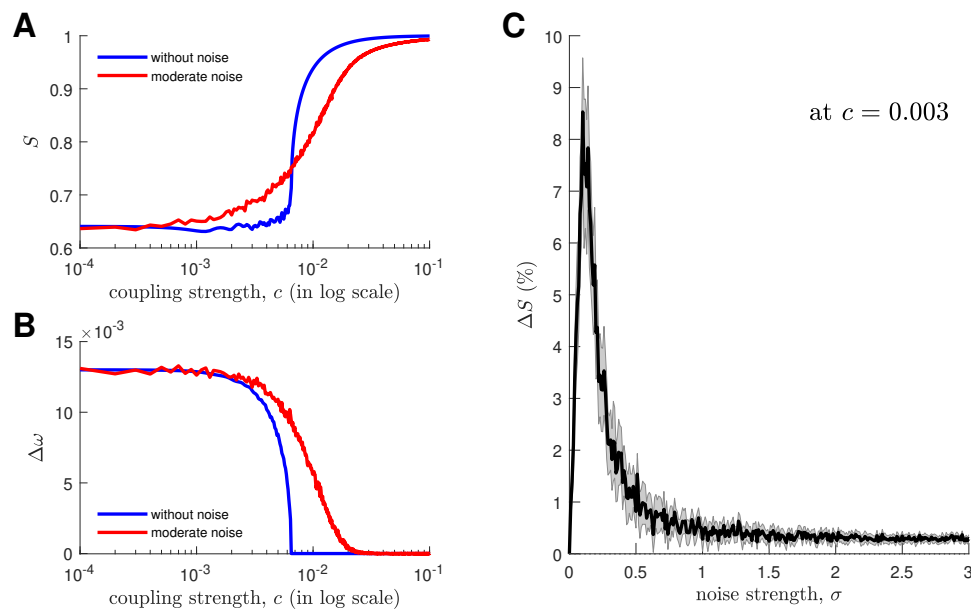 A
1
0.9
0.8
0.7
0.6
S
without noise
moderate noise
10⁻⁴
10⁻³
10⁻²
10⁻¹
coupling strength, c (in log scale)
B
×10⁻³
15
10
5
0
Δω
without noise
moderate noise
10⁻⁴
10⁻³
10⁻²
10⁻¹
coupling strength, c (in log scale)
C
10
9
8
7
6
5
4
3
2
1
0
ΔS (%)
at c = 0.003
0
0.5
1
1.5
2
2.5
3
noise strength, σ